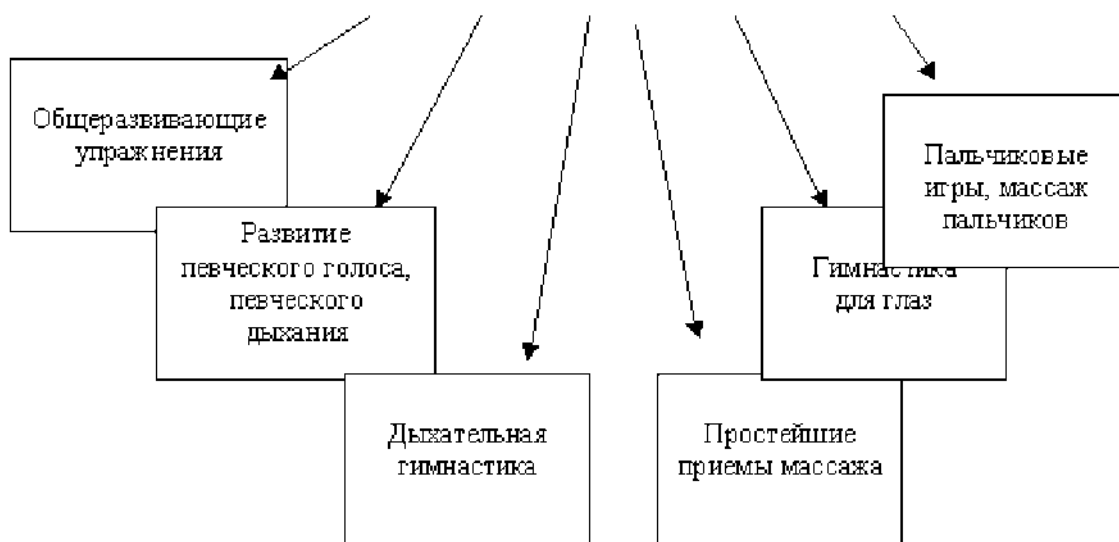 Общеразвивающие
упражнения
Развитие
певческого голоса,
певческого
дыхания
Дыхательная
гимнастика
Простейшие
приемы массажа
Гимнастика
для глаз
Пальчиковые
игры, массаж
пальчиков